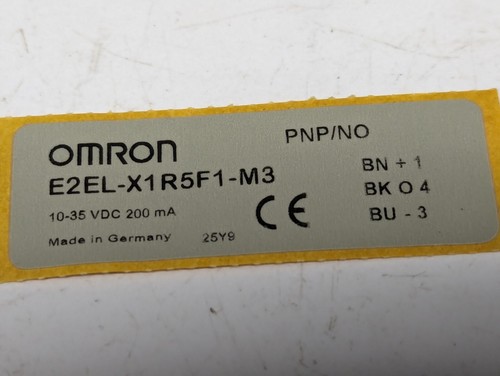 OMRON
PNP/NO
E2EL-X1R5F1-M3
BN + 1
10-35 VDC 200 mA
CE
BK O 4
BU - 3
Made in Germany
25Y9